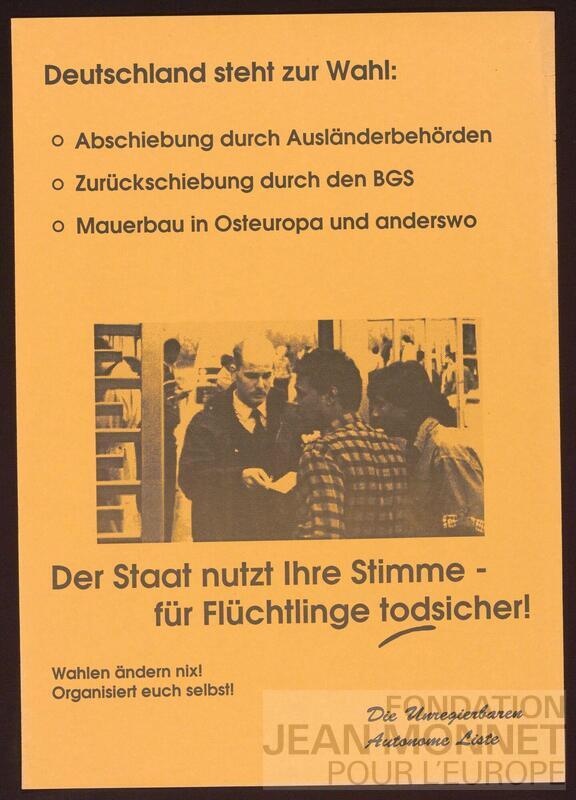 Deutschland steht zur Wahl:
Abschiebung durch Ausländerbehörden
Zurückschiebung durch den BGS
Mauerbau in Osteuropa und anderswo
Der Staat nutzt Ihre Stimme -
für Flüchtlinge todsicher!
Wahlen ändern nix!
Organisiert euch selbst!
Die Unregierbaren
Autonome Liste
FONDATION
JEAN MONNET
POUR L'EUROPE